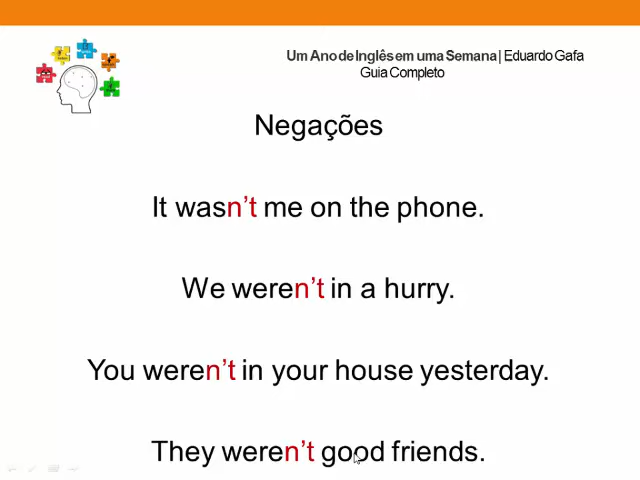 Um Ano de Inglês em uma Semana | Eduardo Gafa
Guia Completo
Negações
It wasn't me on the phone.
We weren't in a hurry.
You weren't in your house yesterday.
They weren't good friends.